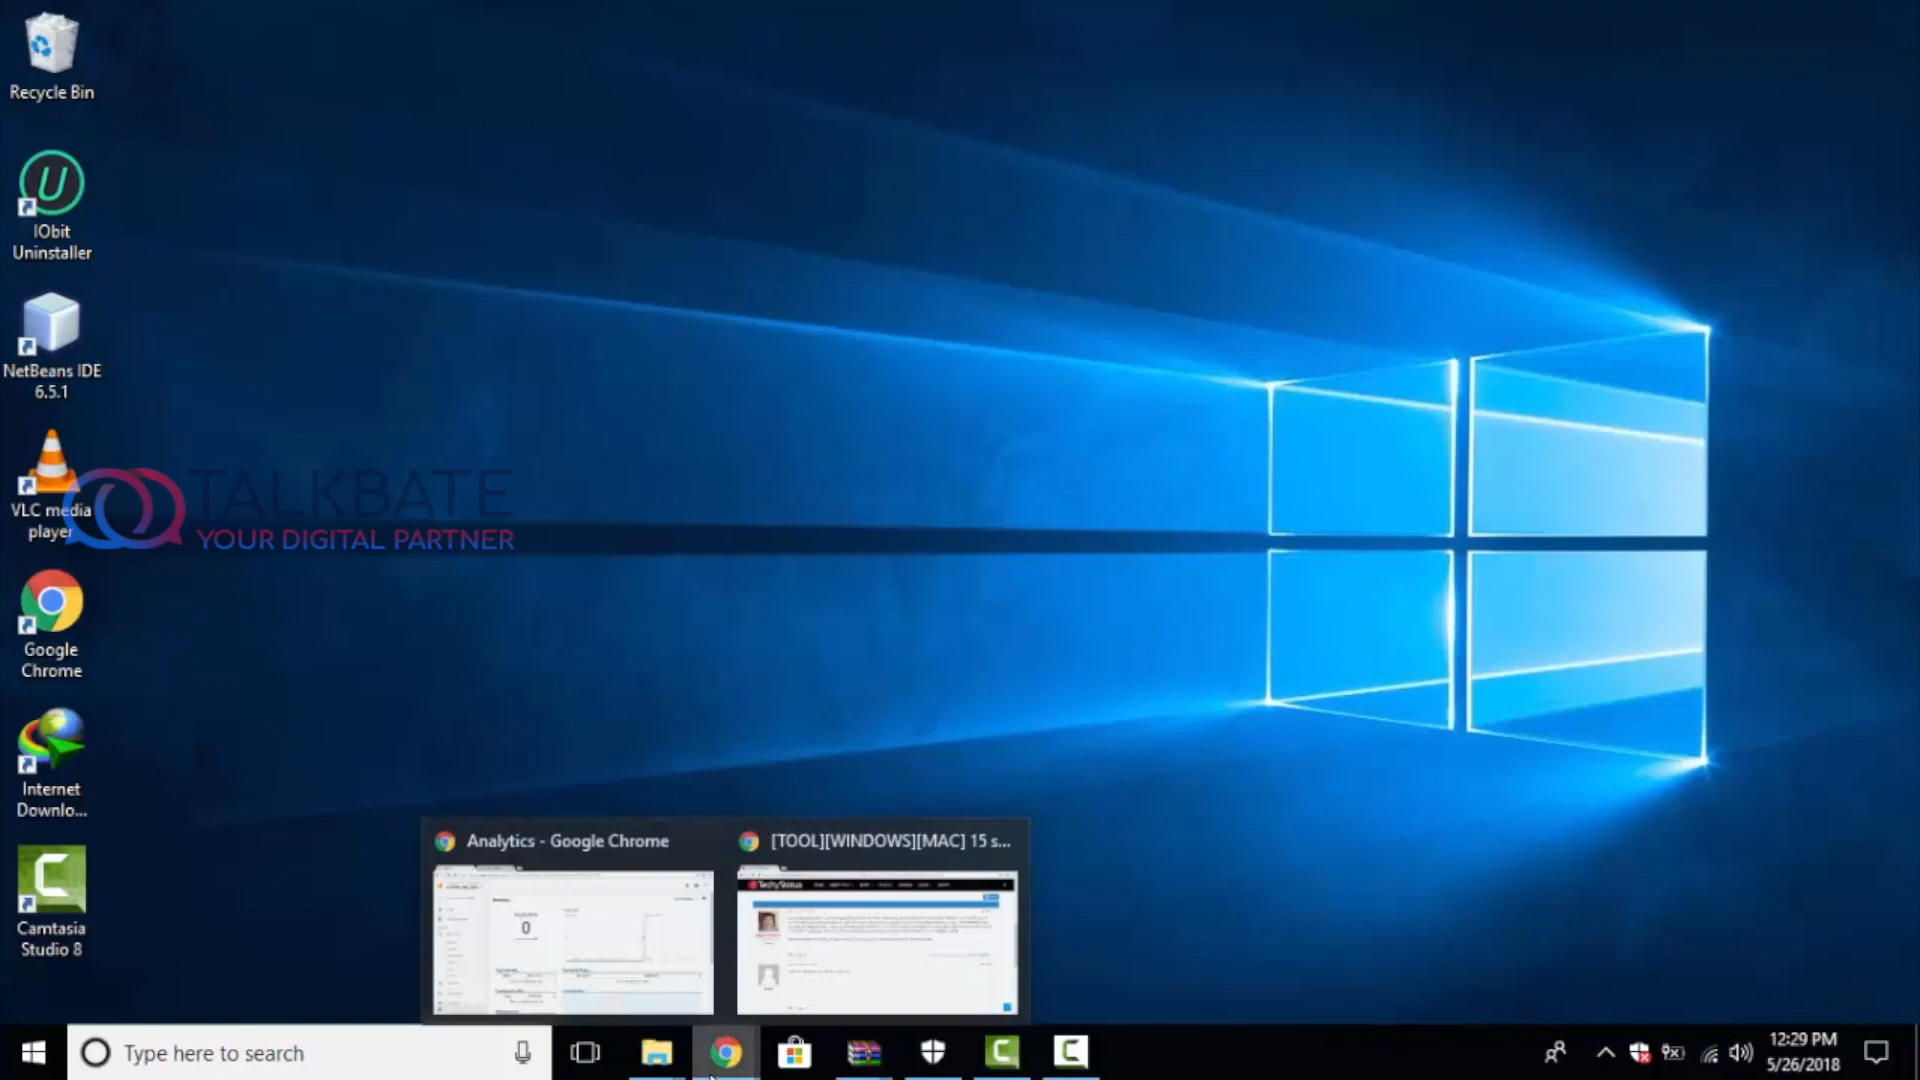 Recycle Bin
IObit
Uninstaller
NetBeans IDE
6.5.1
VLC media
player
TALKBATE
YOUR DIGITAL PARTNER
Google
Chrome
Internet
Downlo...
Camtasia
Studio 8
Analytics - Google Chrome
[TOOL][WINDOWS][MAC] 15 s...
0
TechySistus
Type here to search
12:29 PM
5/26/2018